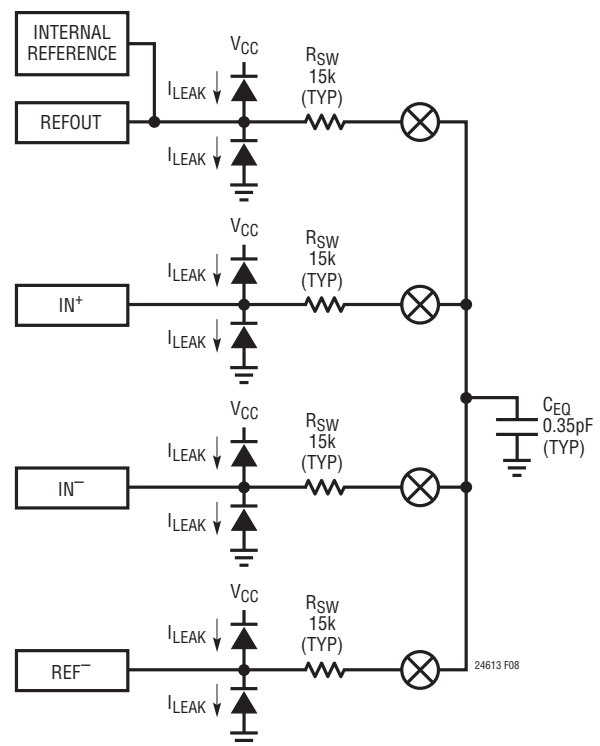 INTERNAL
REFERENCE
REFOUT
VCC
ILEAK
ILEAK
RSW
15k
(TYP)
IN+
VCC
ILEAK
ILEAK
RSW
15k
(TYP)
CEQ
0.35pF
(TYP)
IN−
VCC
ILEAK
ILEAK
RSW
15k
(TYP)
REF−
VCC
ILEAK
ILEAK
RSW
15k
(TYP)
24613 F08